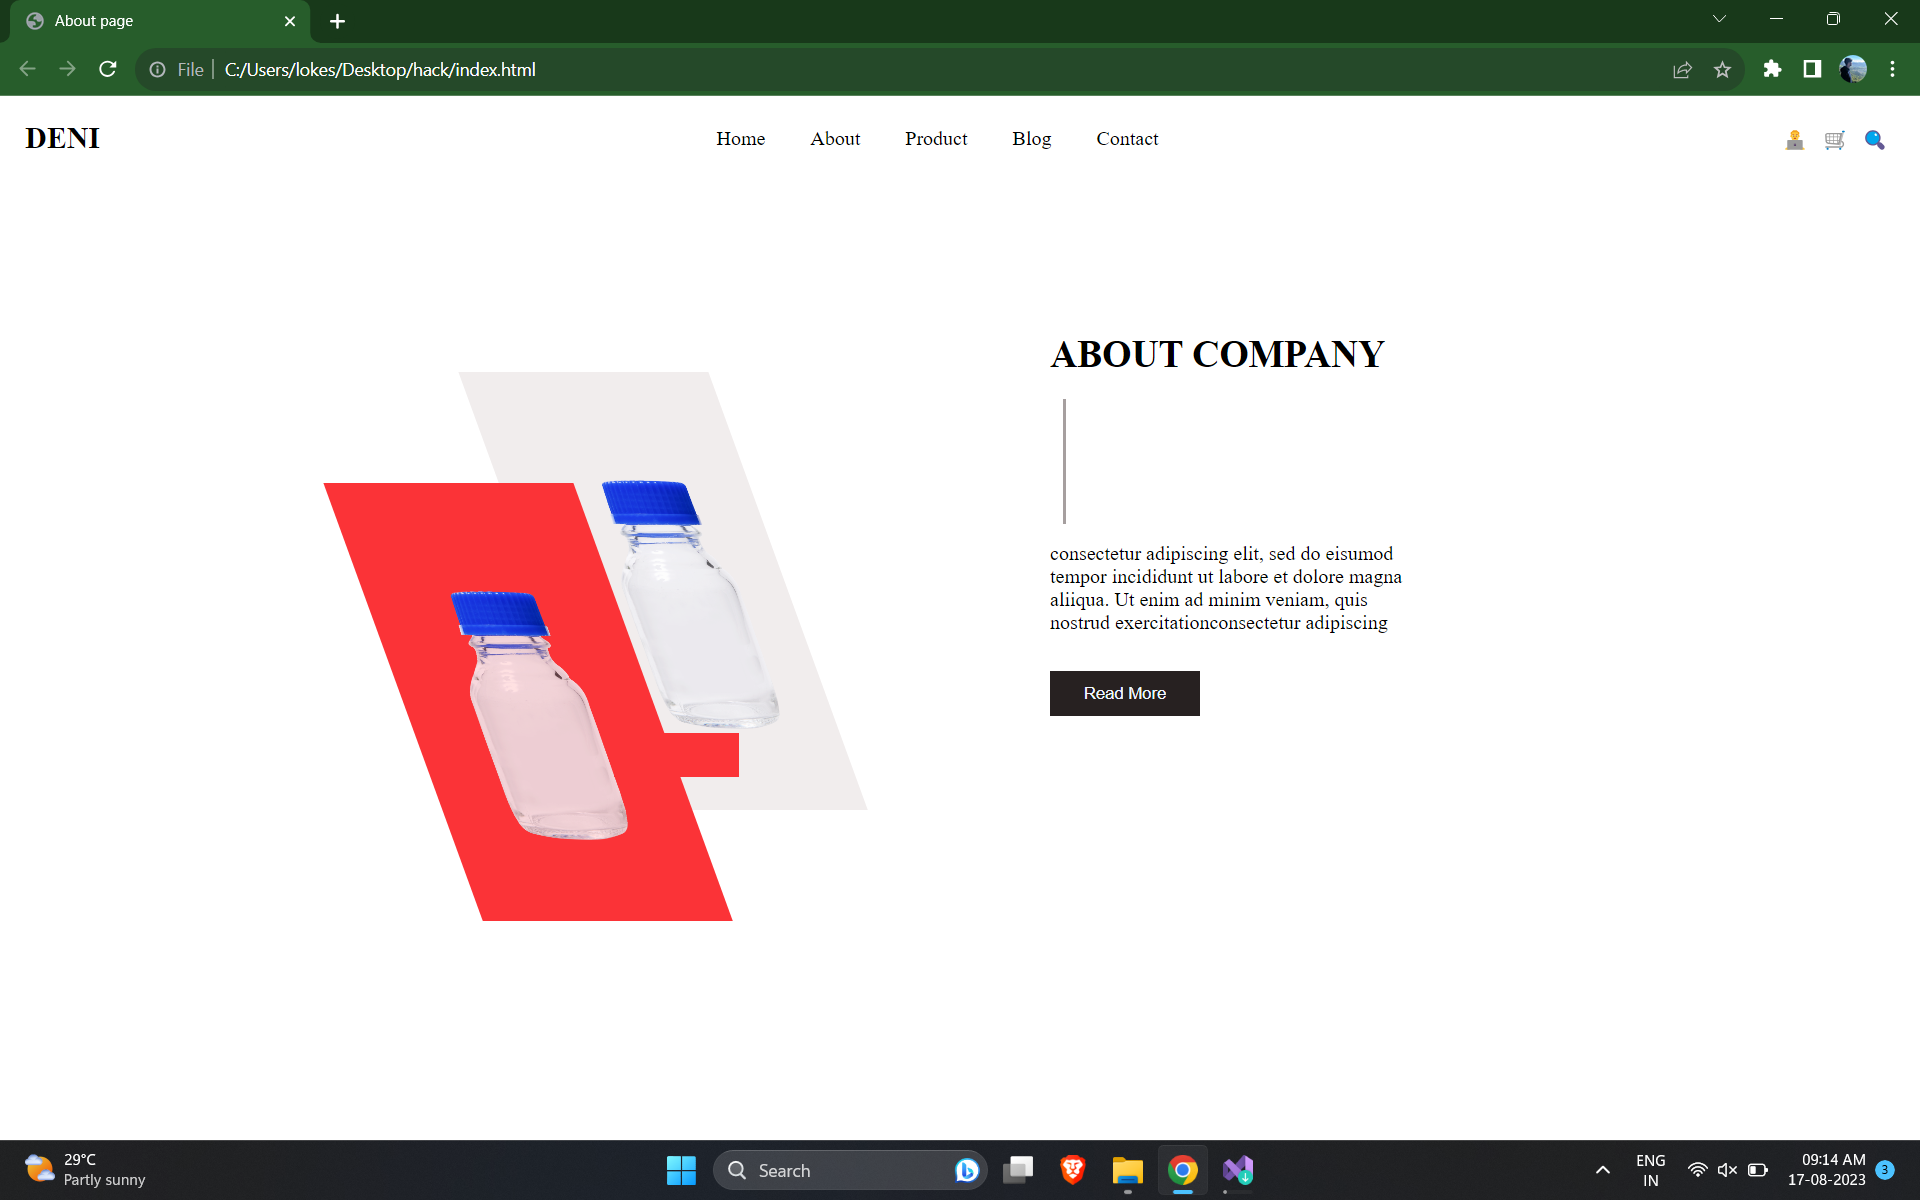 About page
File
C:/Users/lokes/Desktop/hack/index.html
DENI
Home About Product Blog Contact
ABOUT COMPANY
consectetur adipiscing elit, sed do eisumod
tempor incididunt ut labore et dolore magna
aliiqua. Ut enim ad minim veniam, quis
nostrud exercitationconsectetur adipiscing
Read More
29°C
Partly sunny
Search
ENG
IN
09:14 AM
17-08-2023
3